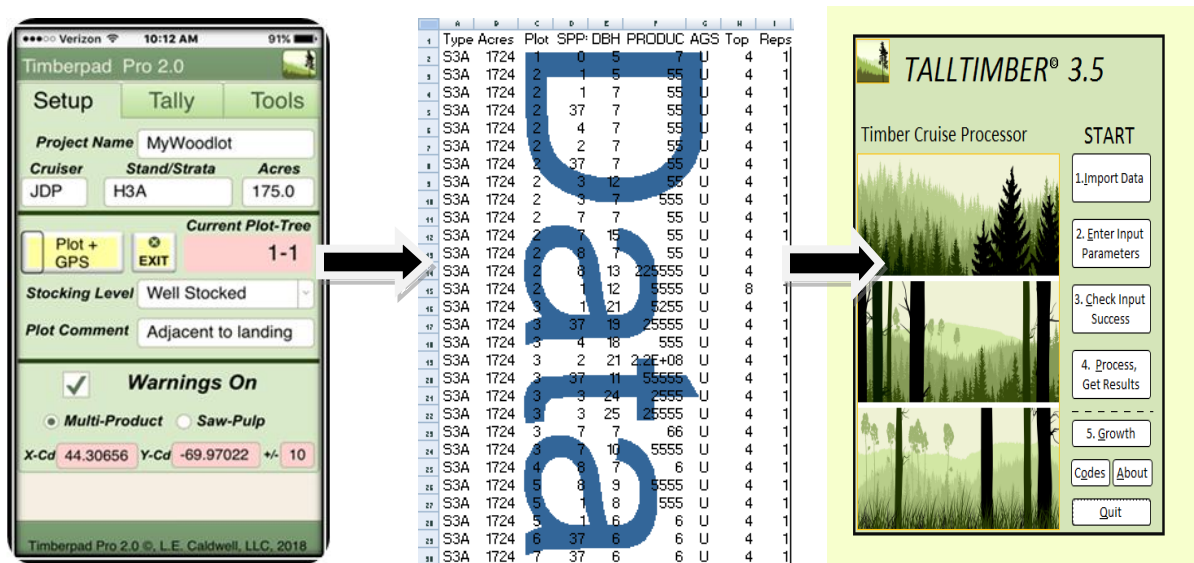 Verizon 10:12 AM 91%
Timberpad Pro 2.0
Setup Tally Tools
Project Name MyWoodlot
Cruiser Stand/Strata Acres
JDP H3A 175.0
Current Plot-Tree
Plot + GPS EXIT 1-1
Stocking Level Well Stocked
Plot Comment Adjacent to landing
Warnings On
Multi-Product Saw-Pulp
X-Cd 44.30656 Y-Cd -69.97022 +/- 10
Timberpad Pro 2.0 ©, L.E. Caldwell, LLC, 2018
A B C D E F G H I
1 Type Acres Plot SPP: DBH PRODUC AGS Top Reps
2 S3A 1724 1 0 5 7 U 4 1
3 S3A 1724 2 1 5 55 U 4 1
4 S3A 1724 2 1 7 55 U 4 1
5 S3A 1724 2 37 7 55 U 4 1
6 S3A 1724 2 4 7 55 U 4 1
7 S3A 1724 2 2 7 55 U 4 1
8 S3A 1724 2 37 7 55 U 4 1
9 S3A 1724 2 3 12 55 U 4 1
10 S3A 1724 2 3 7 555 U 4 1
11 S3A 1724 2 7 7 55 U 4 1
12 S3A 1724 2 7 15 55 U 4 1
13 S3A 1724 2 8 7 55 U 4 1
14 S3A 1724 2 8 13 225555 U 4 1
15 S3A 1724 2 1 12 5555 U 8 1
16 S3A 1724 3 1 21 5255 U 4 1
17 S3A 1724 3 37 19 25555 U 4 1
18 S3A 1724 3 4 18 555 U 4 1
19 S3A 1724 3 2 21 2.2E+08 U 4 1
20 S3A 1724 3 37 11 55555 U 4 1
21 S3A 1724 3 3 24 2555 U 4 1
22 S3A 1724 3 3 25 25555 U 4 1
23 S3A 1724 3 7 7 66 U 4 1
24 S3A 1724 3 7 10 5555 U 4 1
25 S3A 1724 4 8 7 6 U 4 1
26 S3A 1724 5 8 9 5555 U 4 1
27 S3A 1724 5 1 8 555 U 4 1
28 S3A 1724 5 1 6 6 U 4 1
29 S3A 1724 6 37 6 6 U 4 1
30 S3A 1724 7 37 6 6 U 4 1
Data
TALLTIMBER© 3.5
Timber Cruise Processor
START
1.Import Data
2. Enter Input
Parameters
3. Check Input
Success
4. Process,
Get Results
5. Growth
Codes About
Quit